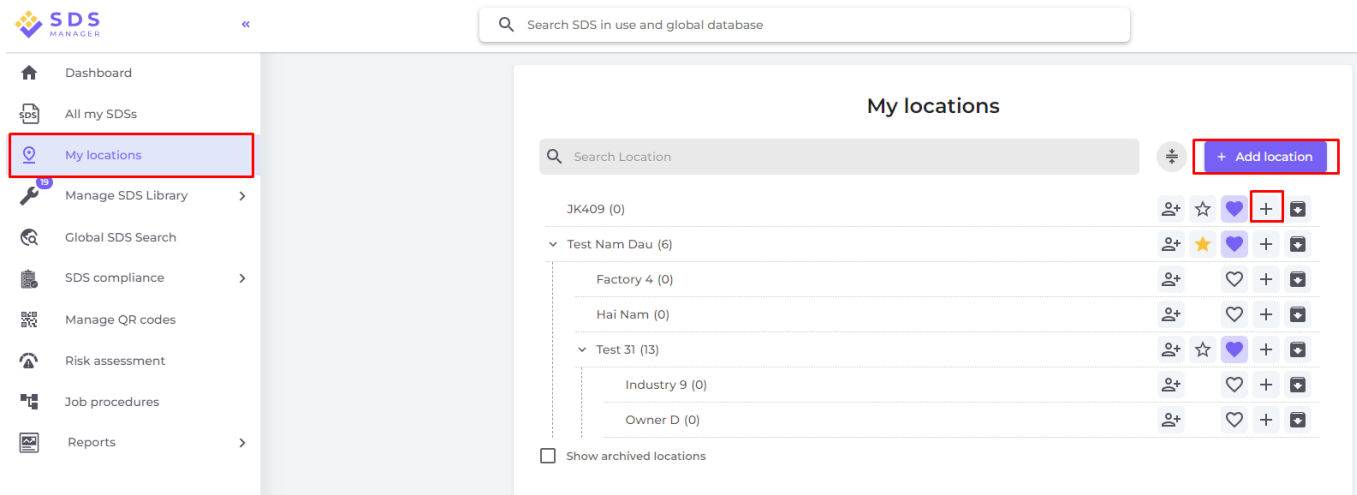 SDS
MANAGER
«
Search SDS in use and global database
Dashboard
SDS
All my SDSs
My locations
19
Manage SDS Library
Global SDS Search
SDS compliance
Manage QR codes
Risk assessment
Job procedures
Reports
My locations
Search Location
+ Add location
JK409 (0)
Test Nam Dau (6)
Factory 4 (0)
Hai Nam (0)
Test 31 (13)
Industry 9 (0)
Owner D (0)
Show archived locations